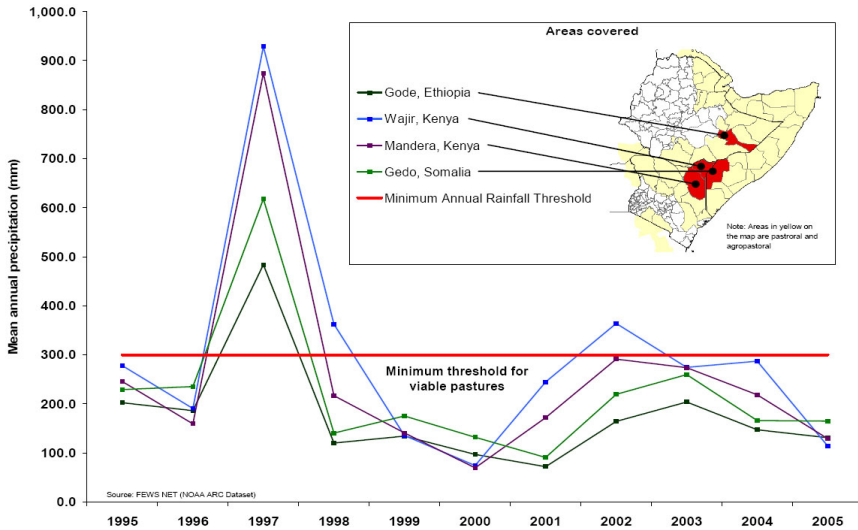 Mean annual precipitation (mm)
1,000.0
900.0
800.0
700.0
600.0
500.0
400.0
300.0
200.0
100.0
0.0
Areas covered
Gode, Ethiopia
Wajir, Kenya
Mandera, Kenya
Gedo, Somalia
Minimum Annual Rainfall Threshold
Note: Areas in yellow on
the map are pastroral and
agropastoral
Minimum threshold for
viable pastures
Source: FEWS NET (NOAA ARC Dataset)
1995 1996 1997 1998 1999 2000 2001 2002 2003 2004 2005